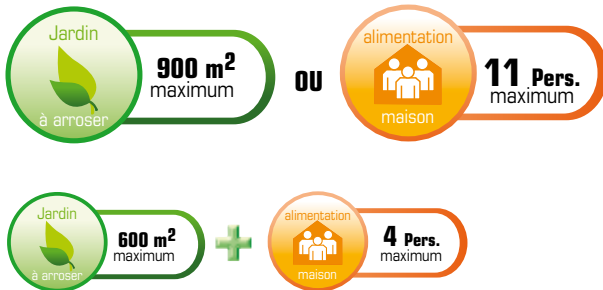 Jardin
à arroser
900 m²
maximum
OU
alimentation
maison
11 Pers.
maximum
Jardin
à arroser
600 m²
maximum
+
alimentation
maison
4 Pers.
maximum